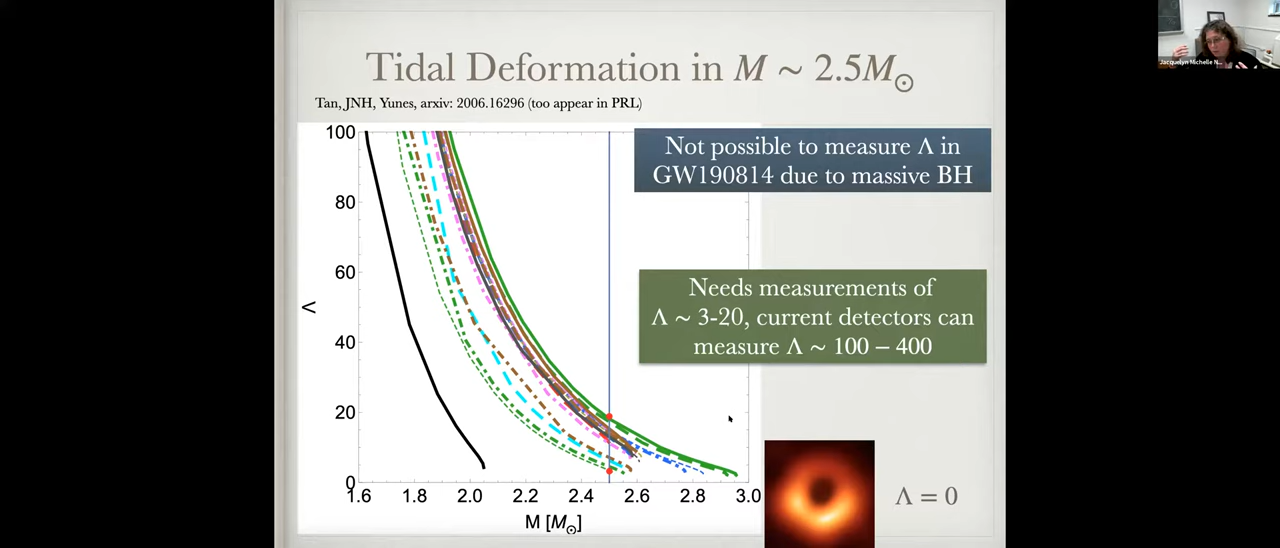 Tidal Deformation in M ~ 2.5M⊙
Tan, JNH, Yunes, arxiv: 2006.16296 (too appear in PRL)
Not possible to measure Λ in
GW190814 due to massive BH
Needs measurements of
Λ ~ 3-20, current detectors can
measure Λ ~ 100 – 400
100
80
60
40
20
0
Λ
1.6
2.0
2.2
2.4
2.6
2.8
3.0
M [M⊙]
Λ = 0
Jacquelyn Michelle N...